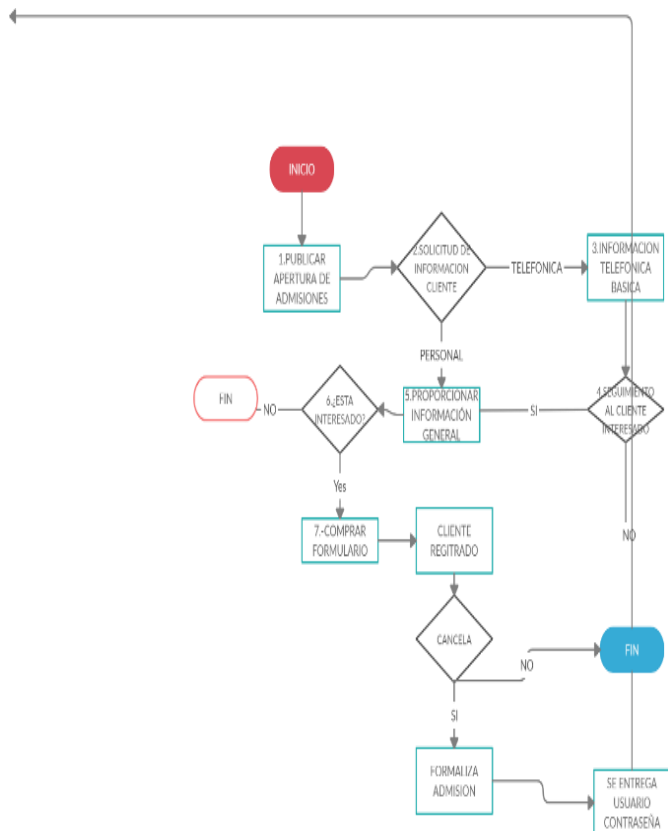 INICIO
1.PUBLICAR
APERTURA DE
ADMISIONES
2.SOLICITUD DE
INFORMACION
CLIENTE
TELEFONICA
3.INFORMACION
TELEFONICA
BASICA
PERSONAL
FIN
NO
6.¿ESTA
INTERESADO?
5.PROPORCIONAR
INFORMACIÓN
GENERAL
SI
4.SEGUIMIENTO
AL CLIENTE
INTERESADO
Yes
NO
7.-COMPRAR
FORMULARIO
CLIENTE
REGITRADO
CANCELA
NO
FIN
SI
FORMALIZA
ADMISION
SE ENTREGA
USUARIO
CONTRASEÑA